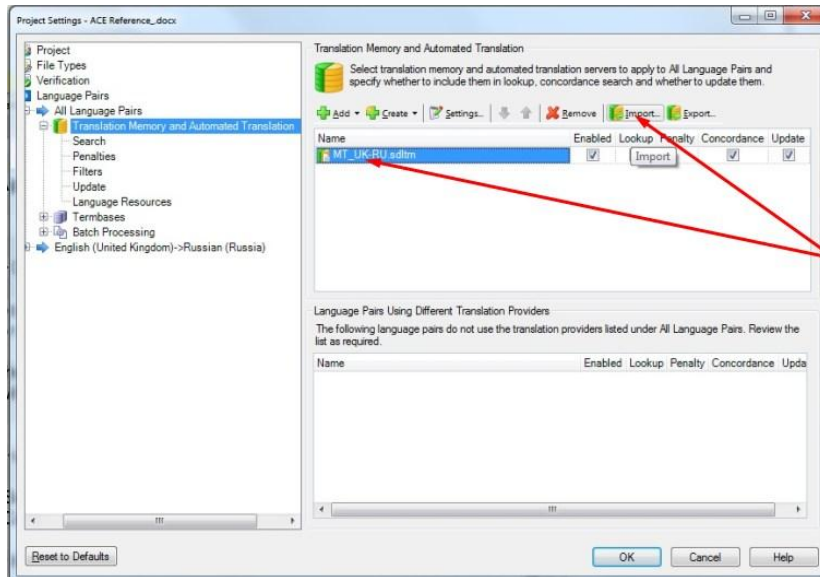 Project Settings - ACE Reference_.docx
Project
File Types
Verification
Language Pairs
All Language Pairs
Translation Memory and Automated Translation
Search
Penalties
Filters
Update
Language Resources
Termbases
Batch Processing
English (United Kingdom)->Russian (Russia)
Translation Memory and Automated Translation
Select translation memory and automated translation servers to apply to All Language Pairs and
specify whether to include them in lookup, concordance search and whether to update them.
Add Create Settings... Remove Import... Export...
Name Enabled Lookup Penalty Concordance Update
MT_UK-RU.sdltm
Import
Language Pairs Using Different Translation Providers
The following language pairs do not use the translation providers listed under All Language Pairs. Review the
list as required.
Name Enabled Lookup Penalty Concordance Upda
Reset to Defaults
OK Cancel Help